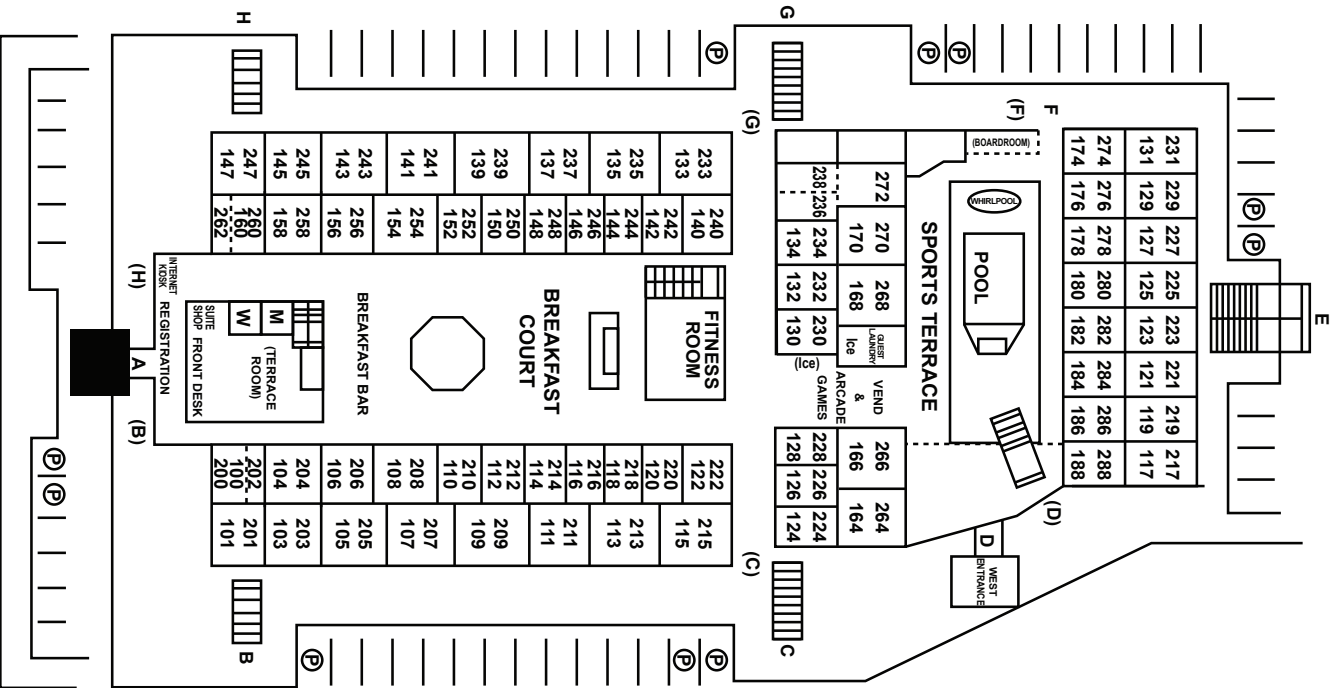 E
231 229 227 225 223 221 219 217
131 129 127 125 123 121 119 117
274 276 278 280 282 284 286 288
174 176 178 180 182 184 186 188
P P
F
(F)
(BOARDROOM)
(D)
WHIRLPOOL
POOL
D
WEST
ENTRANCE
P
P
SPORTS TERRACE
272 270 268 GUEST
LAUNDRY
170 168 Ice
VEND
&
ARCADE
GAMES
266 264
166 164
238 236 234 232 230
134 132 130
(Ice)
228 226 224
128 126 124
G
(G)
(C)
C
P
P
P
P
FITNESS
ROOM
BREAKFAST
COURT
BREAKFAST BAR
233 240
133 140
242
142
235 244
135 144
246
146
237 248
137 148
239 250
139 150
252
152
241 254
141 154
243 256
143 156
245 258
145 158
247 260
147 160
262
222 215
122 115
220
120
218 213
118 113
216
116
214 211
114 111
212 209
112 109
210
110
208 207
108 107
206 205
106 105
204 203
104 103
202 201
100 101
200
(TERRACE
ROOM)
M
W
SUITE
SHOP
FRONT DESK
INTERNET
KIOSK
REGISTRATION
H
(H)
A
(B)
B
P
P